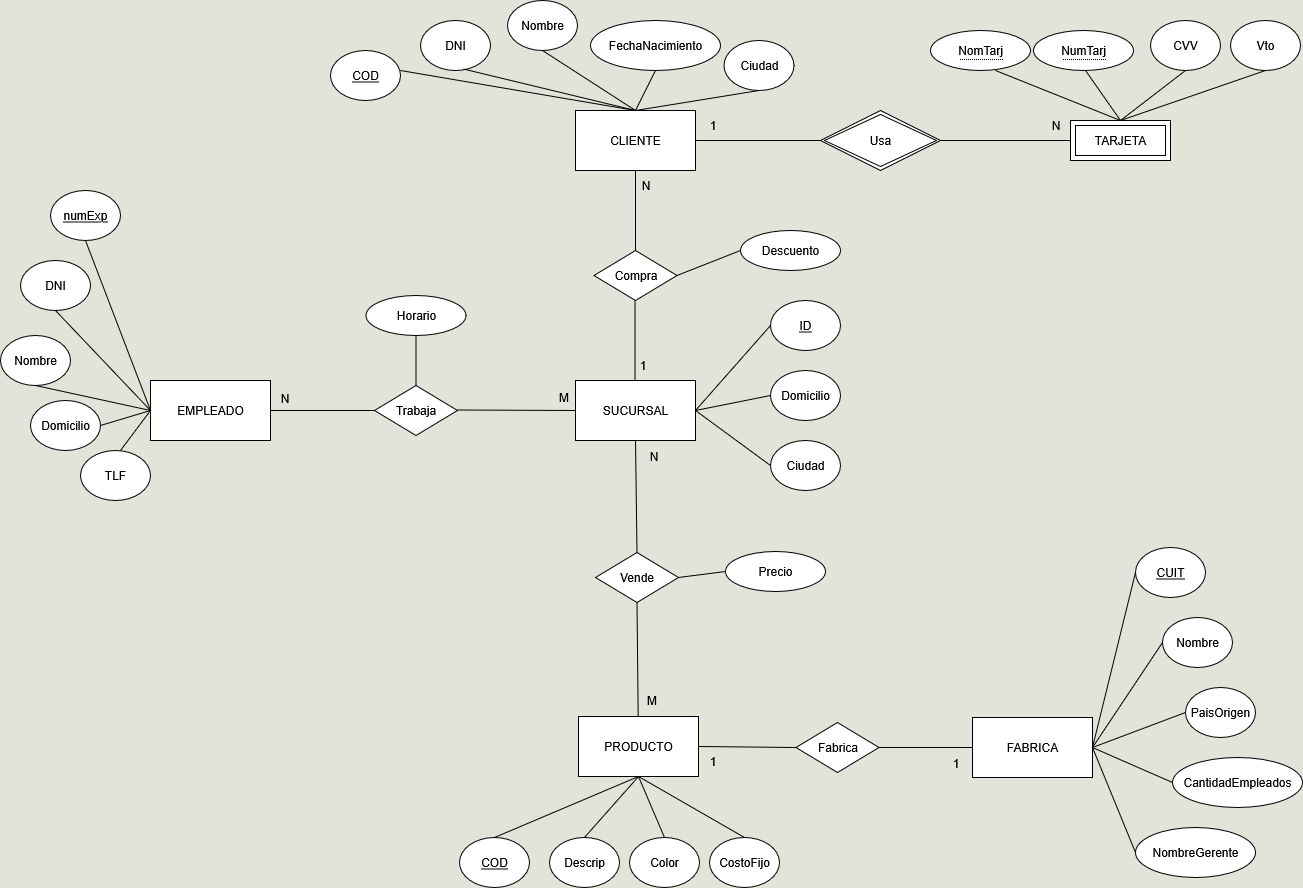 Nombre
DNI
FechaNacimiento
Ciudad
COD
NomTarj
NumTarj
CVV
Vto
CLIENTE
1
Usa
N
TARJETA
N
numExp
Descuento
Compra
DNI
Horario
ID
Nombre
1
Domicilio
EMPLEADO
N
Trabaja
M
SUCURSAL
Domicilio
N
Ciudad
TLF
Vende
Precio
CUIT
Nombre
M
PaisOrigen
PRODUCTO
1
Fabrica
1
FABRICA
CantidadEmpleados
NombreGerente
COD
Descrip
Color
CostoFijo